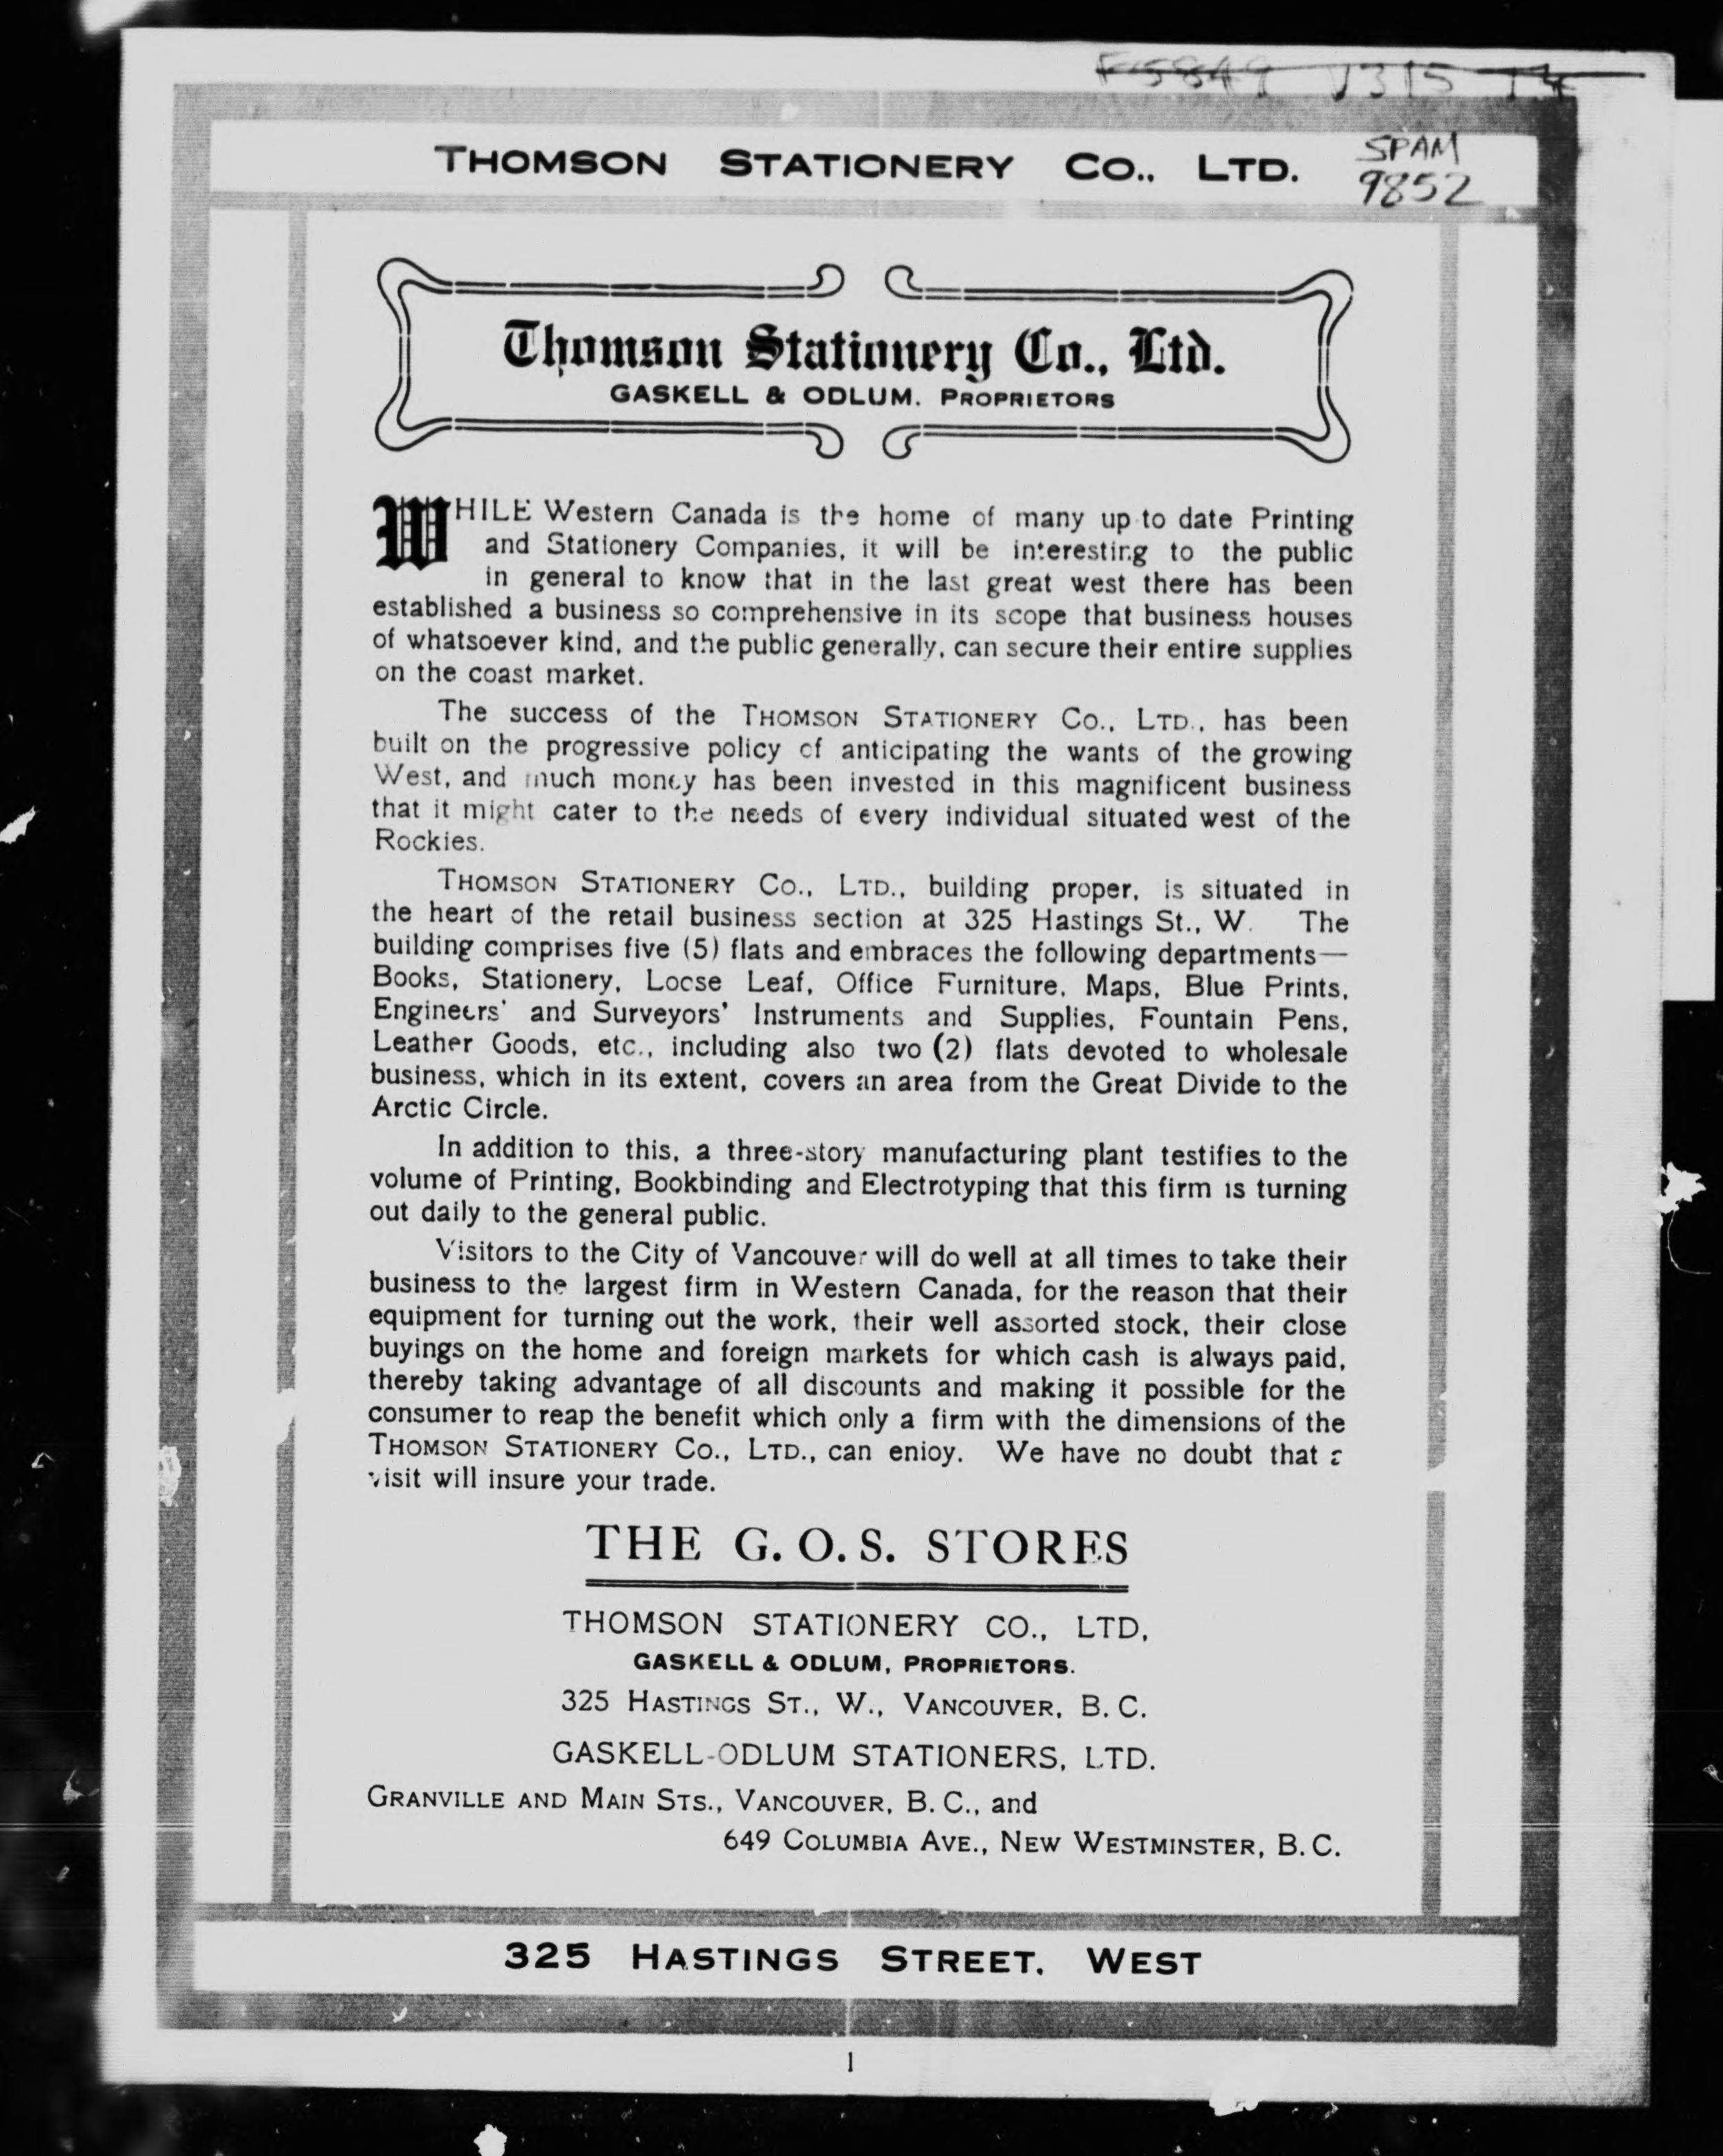 F5849 V315 T4
THOMSON STATIONERY CO., LTD.
SPAM
9852
Thomson Stationery Co., Ltd.
GASKELL & ODLUM. PROPRIETORS
WHILE Western Canada is the home of many up to date Printing
and Stationery Companies, it will be interesting to the public
in general to know that in the last great west there has been
established a business so comprehensive in its scope that business houses
of whatsoever kind, and the public generally, can secure their entire supplies
on the coast market.
The success of the THOMSON STATIONERY CO., LTD., has been
built on the progressive policy of anticipating the wants of the growing
West, and much money has been invested in this magnificent business
that it might cater to the needs of every individual situated west of the
Rockies.
THOMSON STATIONERY CO., LTD., building proper, is situated in
the heart of the retail business section at 325 Hastings St., W. The
building comprises five (5) flats and embraces the following departments—
Books, Stationery, Loose Leaf, Office Furniture, Maps, Blue Prints,
Engineers' and Surveyors' Instruments and Supplies, Fountain Pens,
Leather Goods, etc., including also two (2) flats devoted to wholesale
business, which in its extent, covers an area from the Great Divide to the
Arctic Circle.
In addition to this, a three-story manufacturing plant testifies to the
volume of Printing, Bookbinding and Electrotyping that this firm is turning
out daily to the general public.
Visitors to the City of Vancouver will do well at all times to take their
business to the largest firm in Western Canada, for the reason that their
equipment for turning out the work, their well assorted stock, their close
buyings on the home and foreign markets for which cash is always paid,
thereby taking advantage of all discounts and making it possible for the
consumer to reap the benefit which only a firm with the dimensions of the
THOMSON STATIONERY CO., LTD., can enjoy. We have no doubt that a
visit will insure your trade.
THE G. O. S. STORES
THOMSON STATIONERY CO., LTD,
GASKELL & ODLUM, PROPRIETORS.
325 HASTINGS ST., W., VANCOUVER, B. C.
GASKELL-ODLUM STATIONERS, LTD.
GRANVILLE AND MAIN STS., VANCOUVER, B. C., and
649 COLUMBIA AVE., NEW WESTMINSTER, B. C.
325 HASTINGS STREET, WEST
1